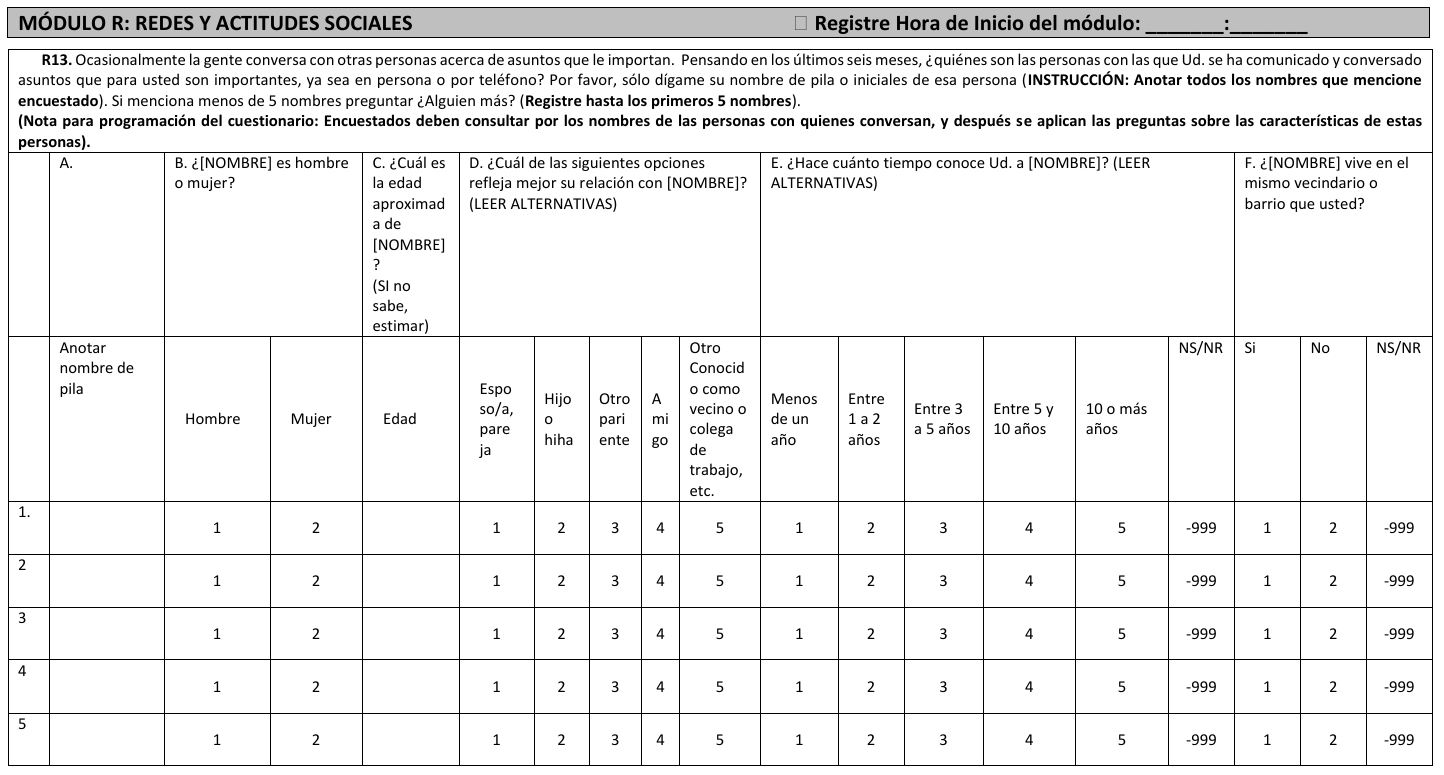 MÓDULO R: REDES Y ACTITUDES SOCIALES □ Registre Hora de Inicio del módulo: _______:_______
R13. Ocasionalmente la gente conversa con otras personas acerca de asuntos que le importan. Pensando en los últimos seis meses, ¿quiénes son las personas con las que Ud. se ha comunicado y conversado
asuntos que para usted son importantes, ya sea en persona o por teléfono? Por favor, sólo dígame su nombre de pila o iniciales de esa persona (INSTRUCCIÓN: Anotar todos los nombres que mencione
encuestado). Si menciona menos de 5 nombres preguntar ¿Alguien más? (Registre hasta los primeros 5 nombres).
(Nota para programación del cuestionario: Encuestados deben consultar por los nombres de las personas con quienes conversan, y después se aplican las preguntas sobre las características de estas
personas).
A.
B. ¿[NOMBRE] es hombre
o mujer?
C. ¿Cuál es
la edad
aproximad
a de
[NOMBRE]
?
(SI no
sabe,
estimar)
D. ¿Cuál de las siguientes opciones
refleja mejor su relación con [NOMBRE]?
(LEER ALTERNATIVAS)
E. ¿Hace cuánto tiempo conoce Ud. a [NOMBRE]? (LEER
ALTERNATIVAS)
F. ¿[NOMBRE] vive en el
mismo vecindario o
barrio que usted?
Anotar
nombre de
pila
Hombre
Mujer
Edad
Espo
so/a,
pare
ja
Hijo
o
hiha
Otro
pari
ente
A
mi
go
Otro
Conocid
o como
vecino o
colega
de
trabajo,
etc.
Menos
de un
año
Entre
1 a 2
años
Entre 3
a 5 años
Entre 5 y
10 años
10 o más
años
NS/NR
Si
No
NS/NR
1. 1 2 1 2 3 4 5 1 2 3 4 5 -999 1 2 -999
2 1 2 1 2 3 4 5 1 2 3 4 5 -999 1 2 -999
3 1 2 1 2 3 4 5 1 2 3 4 5 -999 1 2 -999
4 1 2 1 2 3 4 5 1 2 3 4 5 -999 1 2 -999
5 1 2 1 2 3 4 5 1 2 3 4 5 -999 1 2 -999